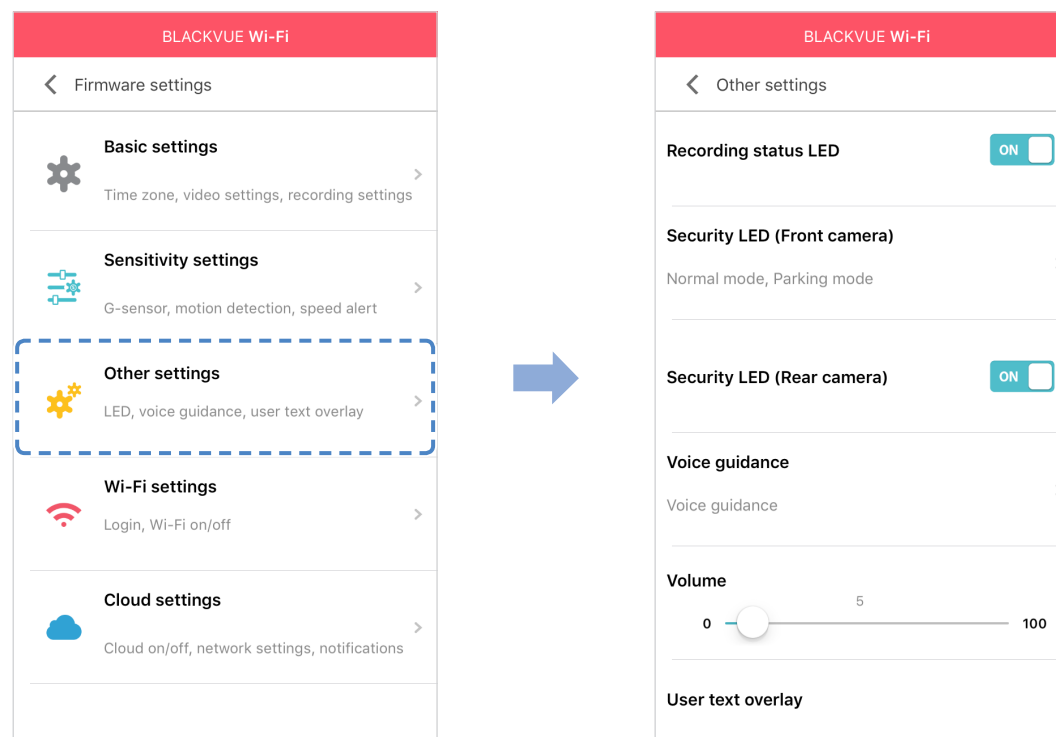 BLACKVUE Wi-Fi
Firmware settings
Basic settings
Time zone, video settings, recording settings
Sensitivity settings
G-sensor, motion detection, speed alert
Other settings
LED, voice guidance, user text overlay
Wi-Fi settings
Login, Wi-Fi on/off
Cloud settings
Cloud on/off, network settings, notifications
BLACKVUE Wi-Fi
Other settings
Recording status LED ON
Security LED (Front camera)
Normal mode, Parking mode
Security LED (Rear camera) ON
Voice guidance
Voice guidance
Volume
5
0 100
User text overlay